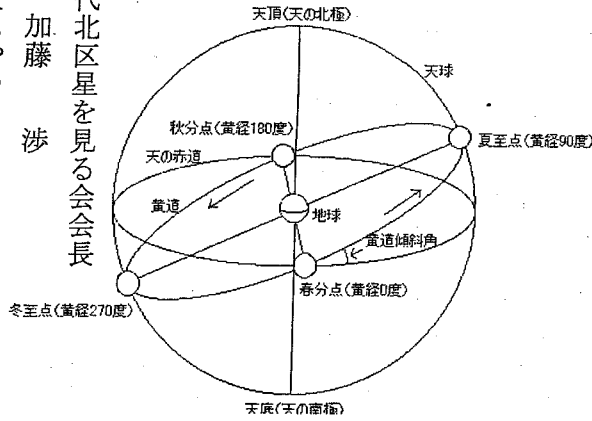 代北区星を見る会会長
加藤　渉
天頂(天の北極)
天球
秋分点(黄経180度)
夏至点(黄経90度)
天の赤道
黄道
地球
黄道傾斜角
春分点(黄経0度)
冬至点(黄経270度)
天底(天の南極)